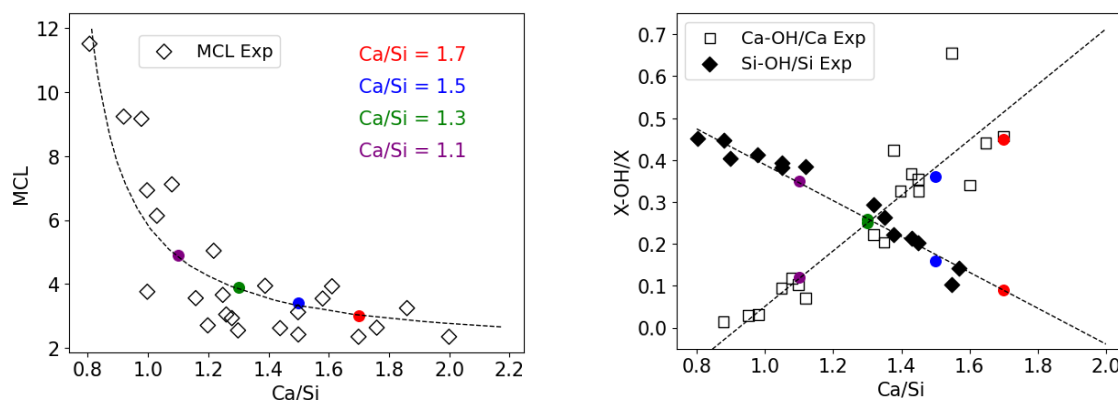 12
10
8
6
4
2
MCL
MCL Exp
Ca/Si = 1.7
Ca/Si = 1.5
Ca/Si = 1.3
Ca/Si = 1.1
0.8 1.0 1.2 1.4 1.6 1.8 2.0 2.2
Ca/Si
0.7
0.6
0.5
0.4
0.3
0.2
0.1
0.0
X-OH/X
Ca-OH/Ca Exp
Si-OH/Si Exp
0.8 1.0 1.2 1.4 1.6 1.8 2.0
Ca/Si